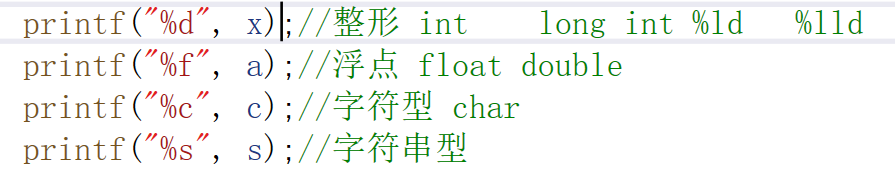 printf("%d", x);//整形 int    long int %ld   %lld
printf("%f", a);//浮点 float double
printf("%c", c);//字符型 char
printf("%s", s);//字符串型